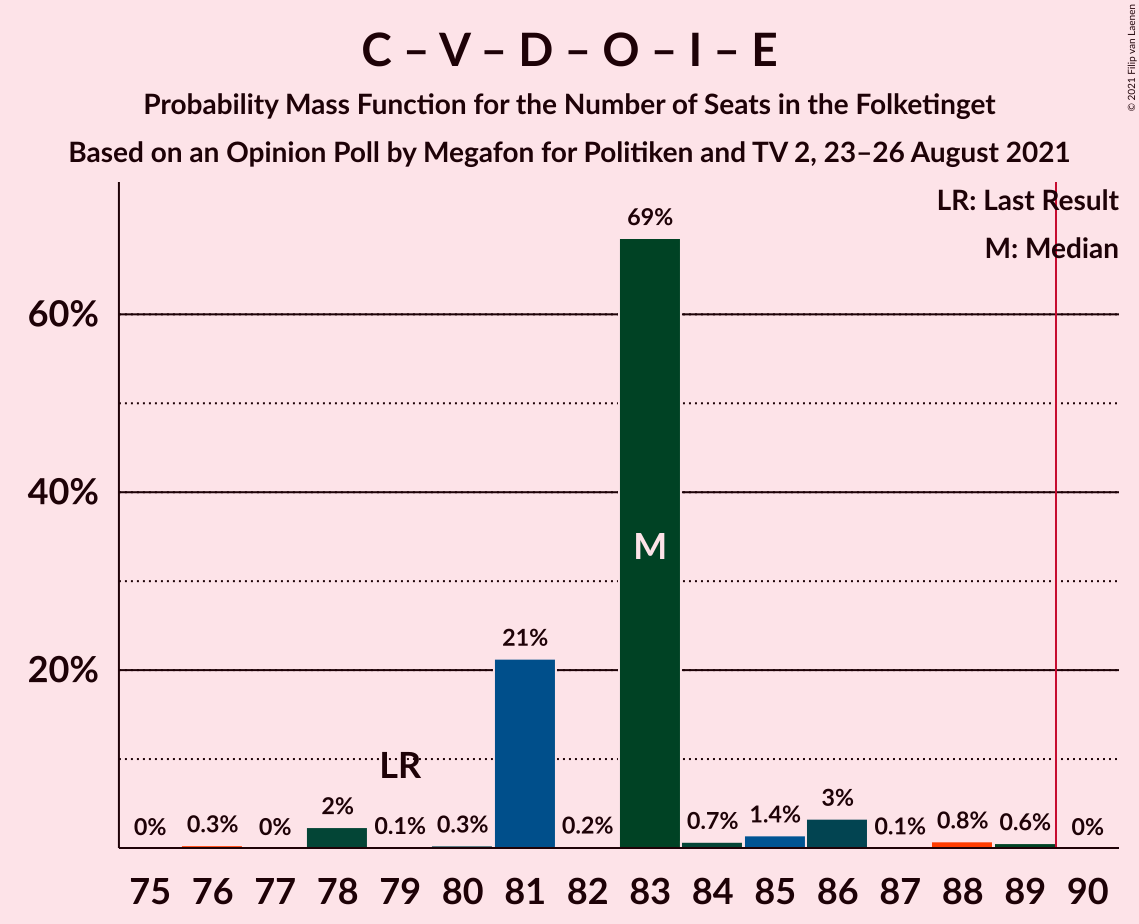 C – V – D – O – I – E
Probability Mass Function for the Number of Seats in the Folketinget
Based on an Opinion Poll by Megafon for Politiken and TV 2, 23–26 August 2021
© 2021 Filip van Laenen
LR: Last Result
M: Median
60%
40%
20%
0% 0.3% 0% 2% 0.1% 0.3% 21% 0.2% 69% 0.7% 1.4% 3% 0.1% 0.8% 0.6% 0%
LR
M
75 76 77 78 79 80 81 82 83 84 85 86 87 88 89 90